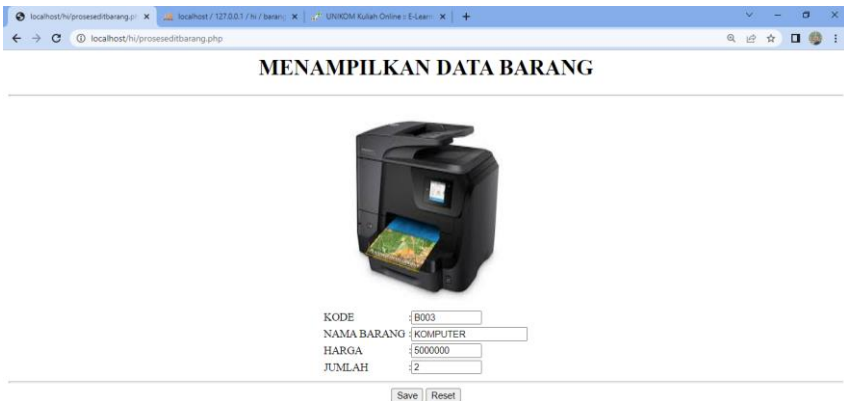 localhost/hi/proseseditbarang.p
localhost / 127.0.0.1 / hi / barang
UNIKOM Kuliah Online : E-Learn
localhost/hi/proseseditbarang.php
MENAMPILKAN DATA BARANG
KODE : B003
NAMA BARANG : KOMPUTER
HARGA : 5000000
JUMLAH : 2
Save Reset